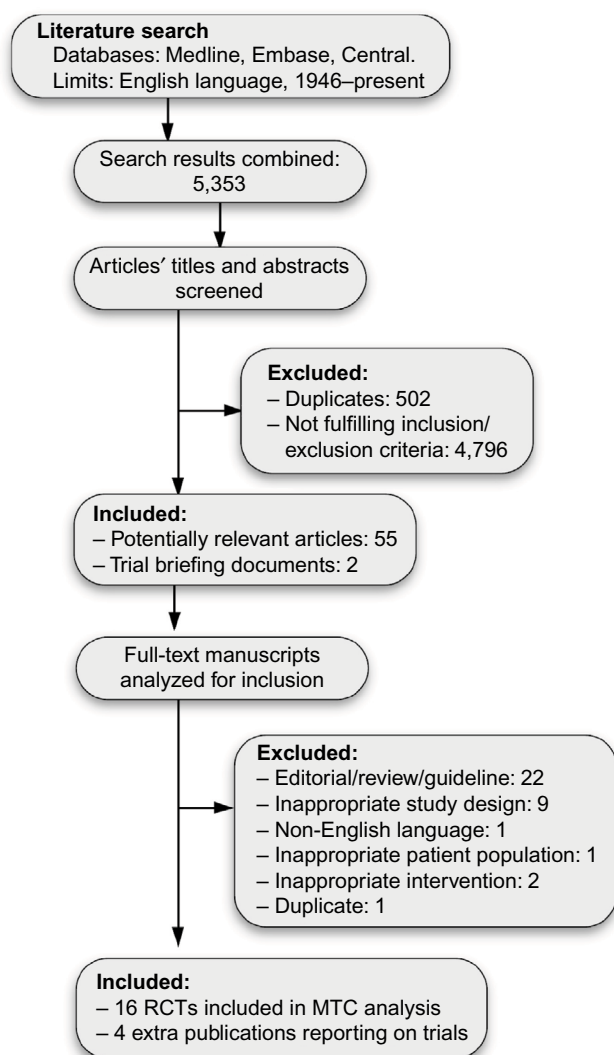 Literature search
Databases: Medline, Embase, Central.
Limits: English language, 1946–present
Search results combined:
5,353
Articles′ titles and abstracts
screened
Excluded:
– Duplicates: 502
– Not fulfilling inclusion/
exclusion criteria: 4,796
Included:
– Potentially relevant articles: 55
– Trial briefing documents: 2
Full-text manuscripts
analyzed for inclusion
Excluded:
– Editorial/review/guideline: 22
– Inappropriate study design: 9
– Non-English language: 1
– Inappropriate patient population: 1
– Inappropriate intervention: 2
– Duplicate: 1
Included:
– 16 RCTs included in MTC analysis
– 4 extra publications reporting on trials